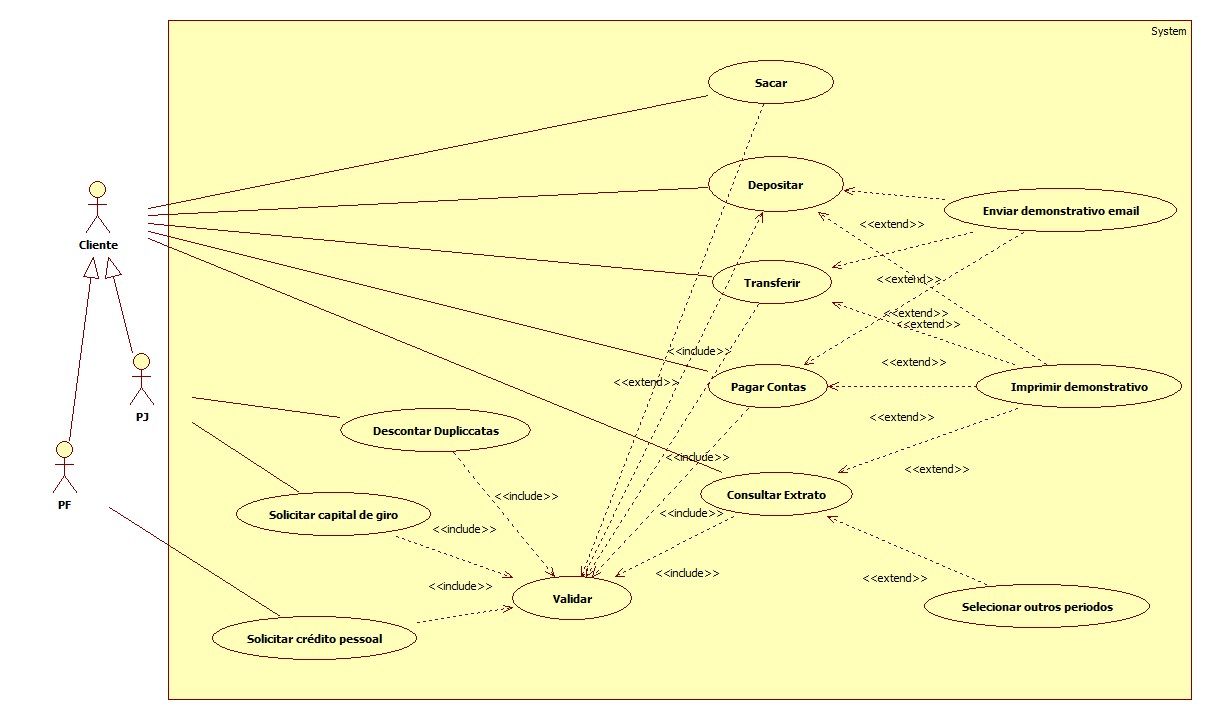 System
Sacar
Depositar
Enviar demonstrativo email
<<extend>>
Cliente
Transferir
<<extend>>
<<extend>>
<<extend>>
<<include>>
<<extend>>
<<extend>>
Pagar Contas
Imprimir demonstrativo
PJ
<<extend>>
Descontar Dupliccatas
<<include>>
<<extend>>
Consultar Extrato
<<include>>
PF
Solicitar capital de giro
<<include>>
<<include>>
<<include>>
<<extend>>
<<include>>
Validar
Selecionar outros periodos
Solicitar crédito pessoal